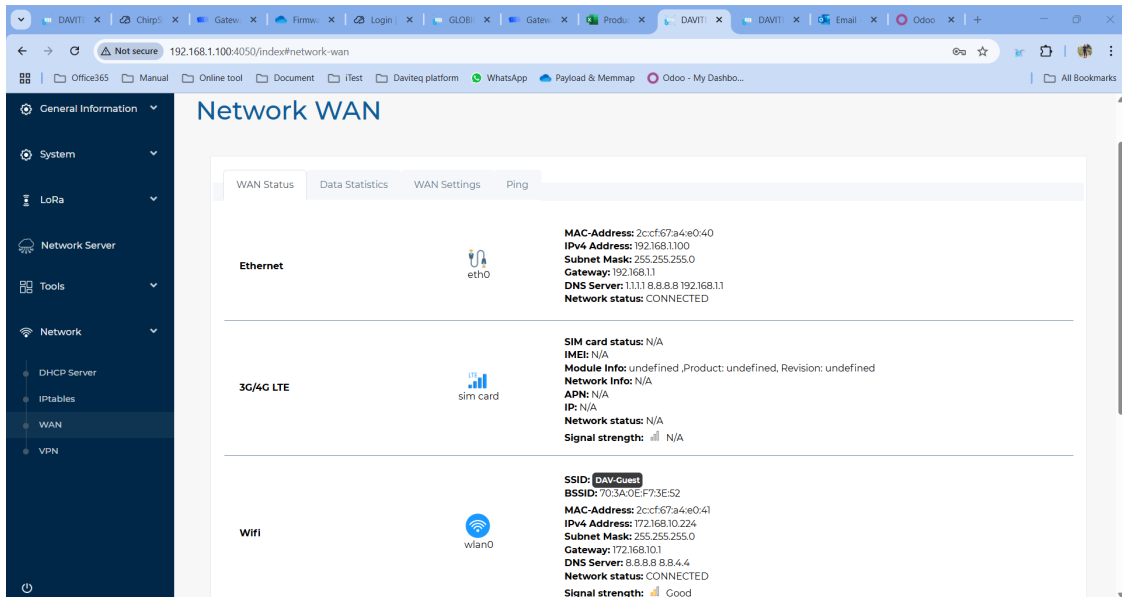 DAVITI
ChirpS
Gatew
Firmw
Login
GLOBI
Gatew
Produ
DAVITI
DAVITI
Email
Odoo
Not secure
192.168.1.100:4050/index#network-wan
Office365
Manual
Online tool
Document
iTest
Daviteq platform
WhatsApp
Payload & Memmap
Odoo - My Dashbo...
All Bookmarks
General Information
System
LoRa
Network Server
Tools
Network
DHCP Server
IPtables
WAN
VPN
Network WAN
WAN Status Data Statistics WAN Settings Ping
Ethernet
eth0
MAC-Address: 2c:cf:67:a4:e0:40
IPv4 Address: 192.168.1.100
Subnet Mask: 255.255.255.0
Gateway: 192.168.1.1
DNS Server: 1.1.1.1 8.8.8.8 192.168.1.1
Network status: CONNECTED
3G/4G LTE
LTE
sim card
SIM card status: N/A
IMEI: N/A
Module Info: undefined ,Product: undefined, Revision: undefined
Network Info: N/A
APN: N/A
IP: N/A
Network status: N/A
Signal strength: N/A
Wifi
wlan0
SSID: DAV-Guest
BSSID: 70:3A:0E:F7:3E:52
MAC-Address: 2c:cf:67:a4:e0:41
IPv4 Address: 172.168.10.224
Subnet Mask: 255.255.255.0
Gateway: 172.168.10.1
DNS Server: 8.8.8.8 8.8.4.4
Network status: CONNECTED
Signal strength: Good